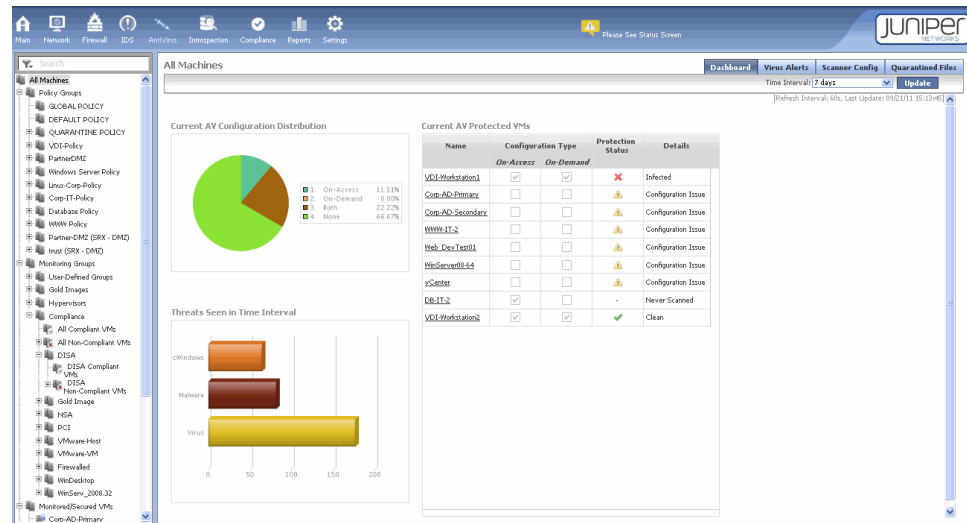 Main Network Firewall IDS AntiVirus Introspection Compliance Reports Settings
Please See Status Screen
JUNIPER
NETWORKS
Search
All Machines
Policy Groups
GLOBAL POLICY
DEFAULT POLICY
QUARANTINE POLICY
VDI-Policy
PartnerDMZ
Windows Server Policy
Linux-Corp-Policy
Corp-IT-Policy
Database Policy
WWW Policy
Partner-DMZ (SRX - DMZ)
trust (SRX - DMZ)
Monitoring Groups
User-Defined Groups
Gold Images
Hypervisors
Compliance
All Compliant VMs
All Non-Compliant VMs
DISA
DISA Compliant
VMs
DISA
Non-Compliant VMs
Gold Image
NSA
PCI
VMware-Host
VMware-VM
Firewalled
WinDesktop
WinServ_2008.32
Monitored/Secured VMs
Corp-AD-Primary
All Machines
Dashboard Virus Alerts Scanner Config Quarantined Files
Time Interval: 7 days Update
[Refresh Interval: 60s, Last Update: 09/21/11 15:13:45]
Current AV Configuration Distribution
1. On-Access 11.11%
2. On-Demand 0.00%
3. Both 22.22%
4. None 66.67%
Threats Seen in Time Interval
cWindows
Malware
Virus
0 50 100 150 200
Current AV Protected VMs
Name Configuration Type Protection Status Details
On-Access On-Demand
VDI-Workstation1 Infected
Corp-AD-Primary Configuration Issue
Corp-AD-Secondary Configuration Issue
WWW-IT-2 Configuration Issue
Web_DevTest01 Configuration Issue
WinServer08-64 Configuration Issue
vCenter Configuration Issue
DB-IT-2 - Never Scanned
VDI-Workstation2 Clean